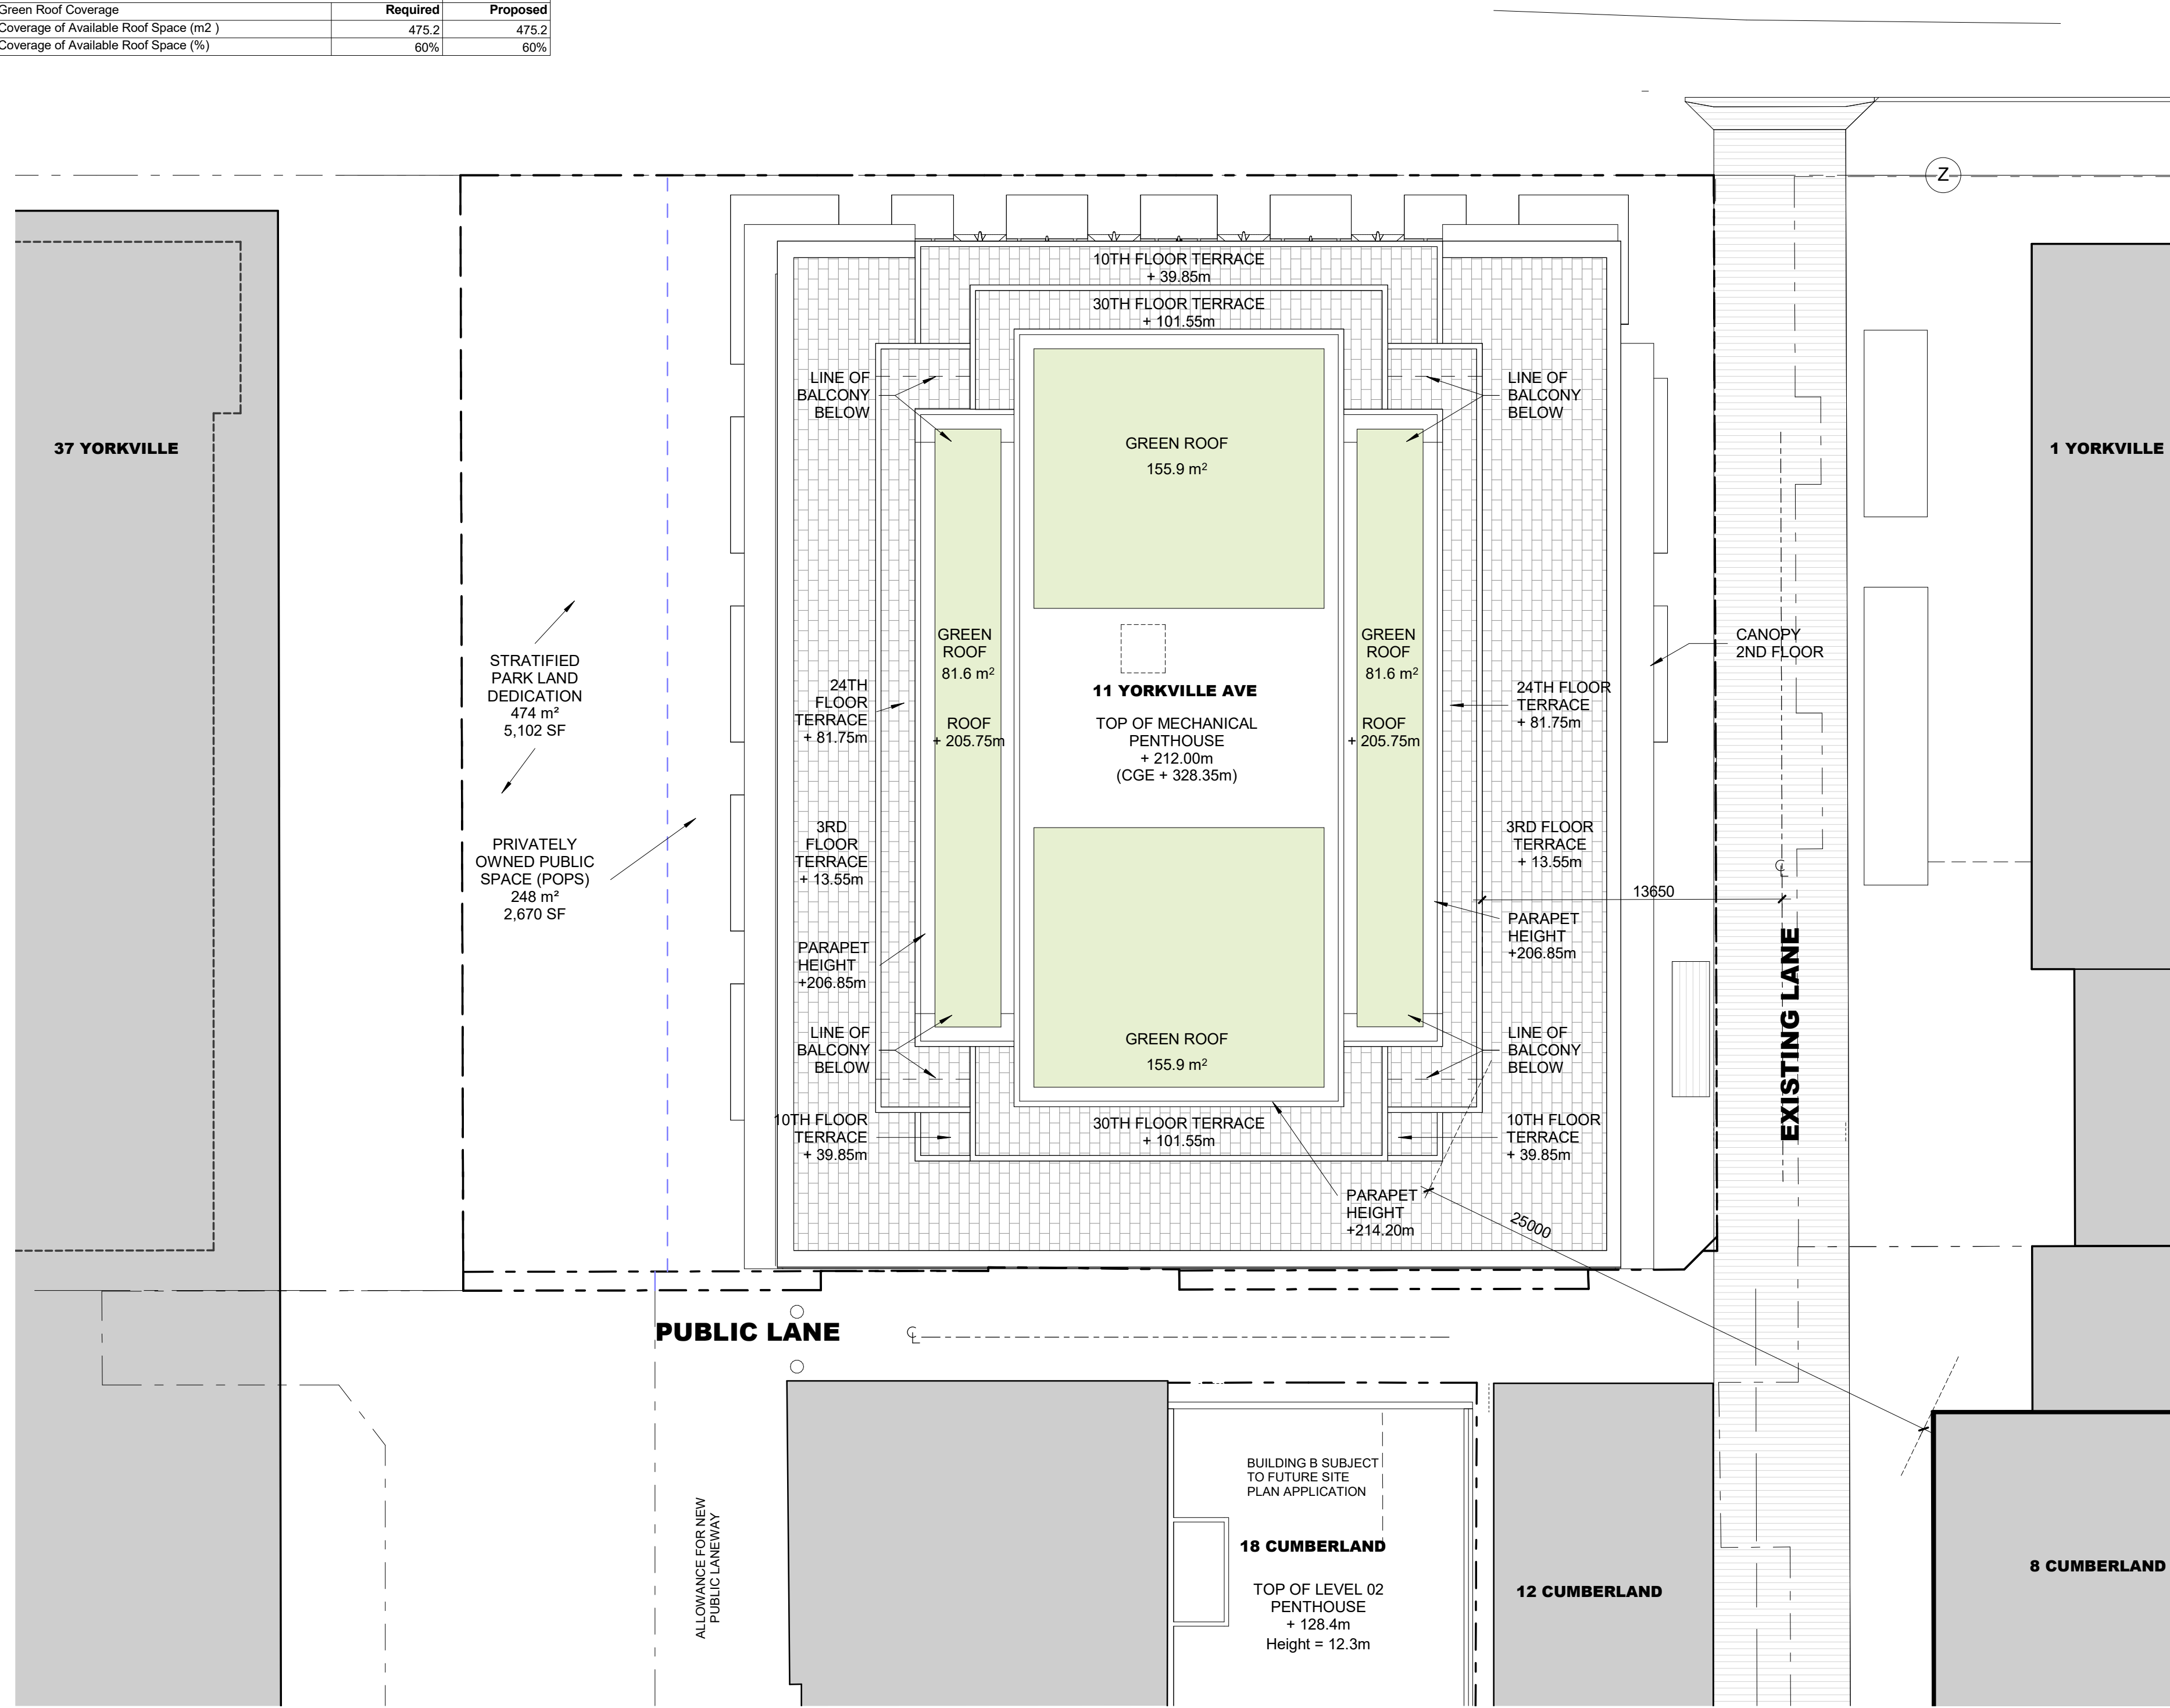 Green Roof Coverage Required Proposed
Coverage of Available Roof Space (m2 ) 475.2 475.2
Coverage of Available Roof Space (%) 60% 60%
Z
10TH FLOOR TERRACE
+ 39.85m
30TH FLOOR TERRACE
+ 101.55m
LINE OF
BALCONY
BELOW
LINE OF
BALCONY
BELOW
37 YORKVILLE
1 YORKVILLE
GREEN ROOF
155.9 m²
GREEN
ROOF
81.6 m²
ROOF
+ 205.75m
GREEN
ROOF
81.6 m²
ROOF
+ 205.75m
CANOPY
2ND FLOOR
STRATIFIED
PARK LAND
DEDICATION
474 m²
5,102 SF
24TH
FLOOR
TERRACE
+ 81.75m
11 YORKVILLE AVE
TOP OF MECHANICAL
PENTHOUSE
+ 212.00m
(CGE + 328.35m)
24TH FLOOR
TERRACE
+ 81.75m
PRIVATELY
OWNED PUBLIC
SPACE (POPS)
248 m²
2,670 SF
3RD
FLOOR
TERRACE
+ 13.55m
3RD FLOOR
TERRACE
+ 13.55m
13650
PARAPET
HEIGHT
+206.85m
PARAPET
HEIGHT
+206.85m
EXISTING LANE
LINE OF
BALCONY
BELOW
GREEN ROOF
155.9 m²
LINE OF
BALCONY
BELOW
10TH FLOOR
TERRACE
+ 39.85m
30TH FLOOR TERRACE
+ 101.55m
10TH FLOOR
TERRACE
+ 39.85m
PARAPET
HEIGHT
+214.20m
25000
PUBLIC LANE
ALLOWANCE FOR NEW
PUBLIC LANEWAY
BUILDING B SUBJECT
TO FUTURE SITE
PLAN APPLICATION
18 CUMBERLAND
TOP OF LEVEL 02
PENTHOUSE
+ 128.4m
Height = 12.3m
12 CUMBERLAND
8 CUMBERLAND